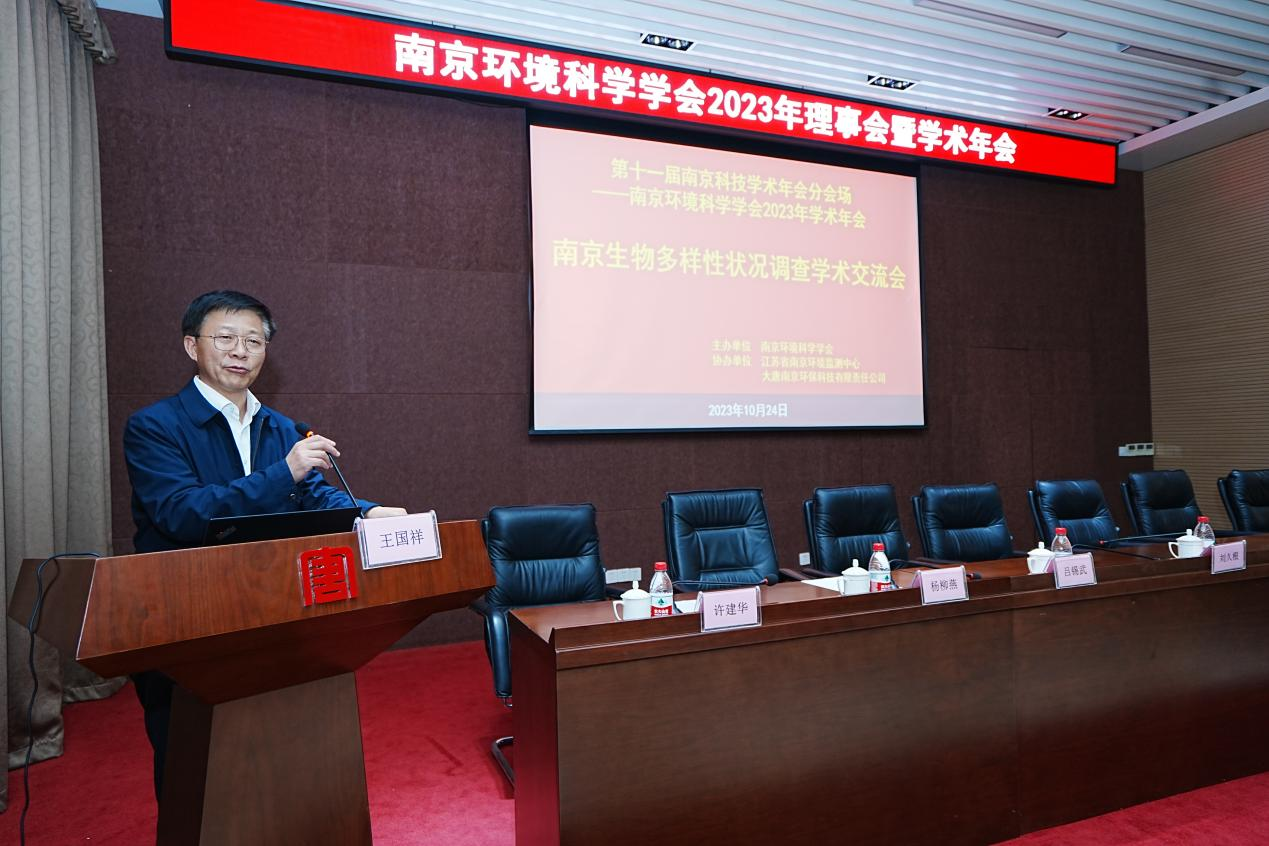 南京环境科学学会2023年理事会暨学术年会
第十一届南京科技学术年会分会场
——南京环境科学学会2023年学术年会
南京生物多样性状况调查学术交流会
主办单位 南京环境科学学会
协办单位 江苏省南京环境监测中心
大唐南京环保科技有限责任公司
2023年10月24日
王国祥
许建华
杨柳燕
吕锡武
刘久根